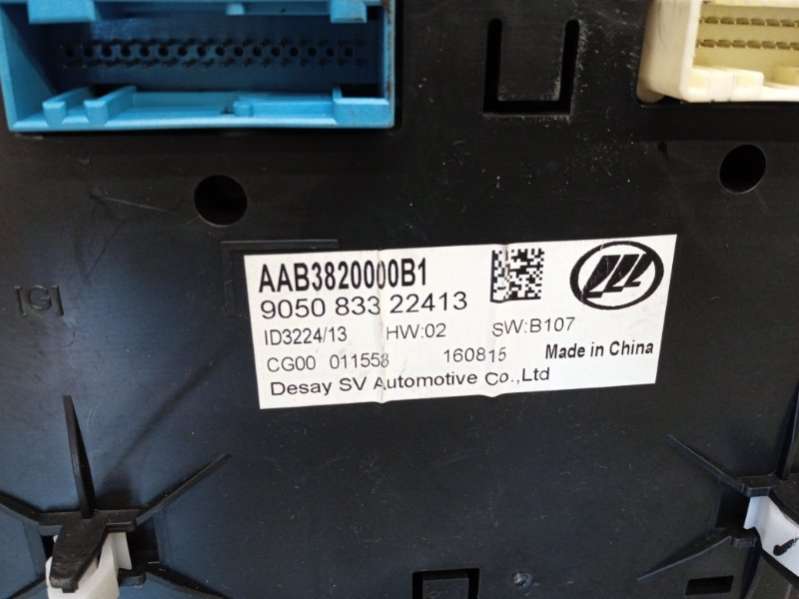 AAB3820000B1
9050 833 22413
ID3224/13 HW:02 SW:B107
CG00 011558 160815 Made in China
Desay SV Automotive Co.,Ltd
[G]